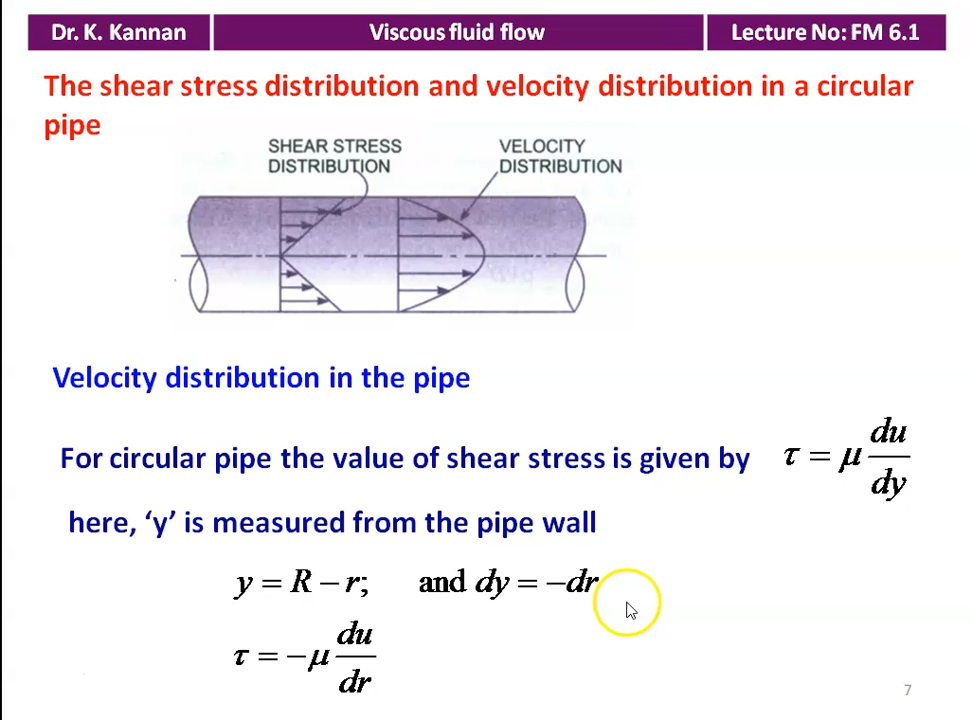 Dr. K. Kannan
Viscous fluid flow
Lecture No: FM 6.1
The shear stress distribution and velocity distribution in a circular
pipe
SHEAR STRESS
DISTRIBUTION
VELOCITY
DISTRIBUTION
Velocity distribution in the pipe
For circular pipe the value of shear stress is given by τ = μ du/dy
here, ‘y’ is measured from the pipe wall
y = R − r; and dy = −dr
τ = −μ du/dr
7